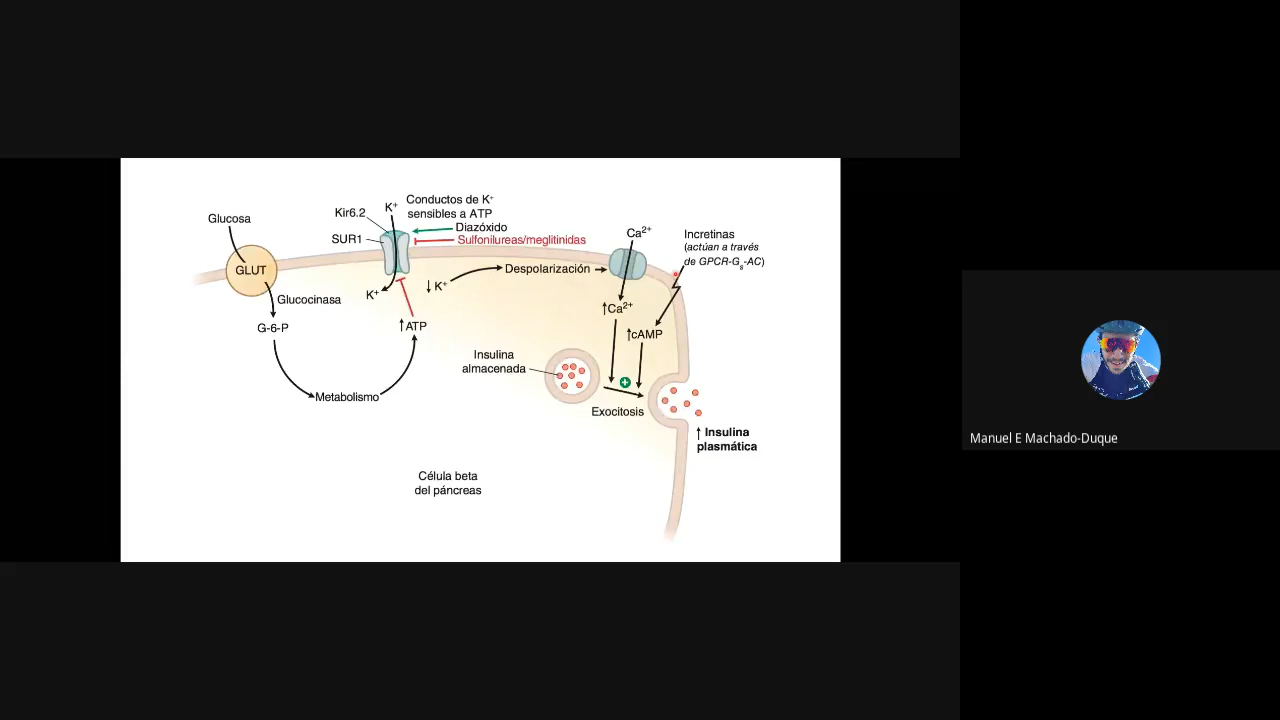 Glucosa
GLUT
Glucocinasa
G-6-P
Metabolismo
↑ATP
Kir6.2
SUR1
K⁺
Conductos de K⁺
sensibles a ATP
Diazóxido
Sulfonilureas/meglitinidas
K⁺
↓ K⁺
Despolarización
Ca²⁺
↑Ca²⁺
Incretinas
(actúan a través
de GPCR-Gₛ-AC)
↑cAMP
Insulina
almacenada
+
Exocitosis
↑ Insulina
plasmática
Célula beta
del páncreas
Manuel E Machado-Duque